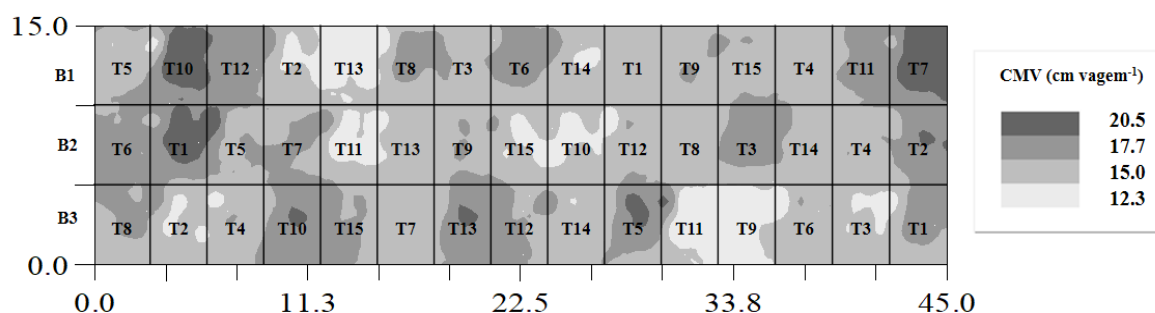 15.0
B1 T5 T10 T12 T2 T13 T8 T3 T6 T14 T1 T9 T15 T4 T11 T7
B2 T6 T1 T5 T7 T11 T13 T9 T15 T10 T12 T8 T3 T14 T4 T2
B3 T8 T2 T4 T10 T15 T7 T13 T12 T14 T5 T11 T9 T6 T3 T1
0.0
0.0 11.3 22.5 33.8 45.0
CMV (cm vagem⁻¹)
20.5
17.7
15.0
12.3